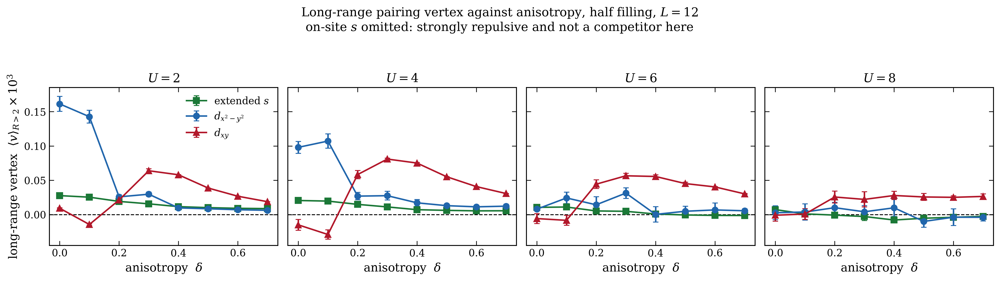 Long-range pairing vertex against anisotropy, half filling, L = 12
on-site s omitted: strongly repulsive and not a competitor here
U = 2
U = 4
U = 6
U = 8
long-range vertex ⟨v⟩_{R>2} × 10³
0.15
0.10
0.05
0.00
extended s
d_{x²−y²}
d_{xy}
0.0 0.2 0.4 0.6
0.0 0.2 0.4 0.6
0.0 0.2 0.4 0.6
0.0 0.2 0.4 0.6
anisotropy δ
anisotropy δ
anisotropy δ
anisotropy δ